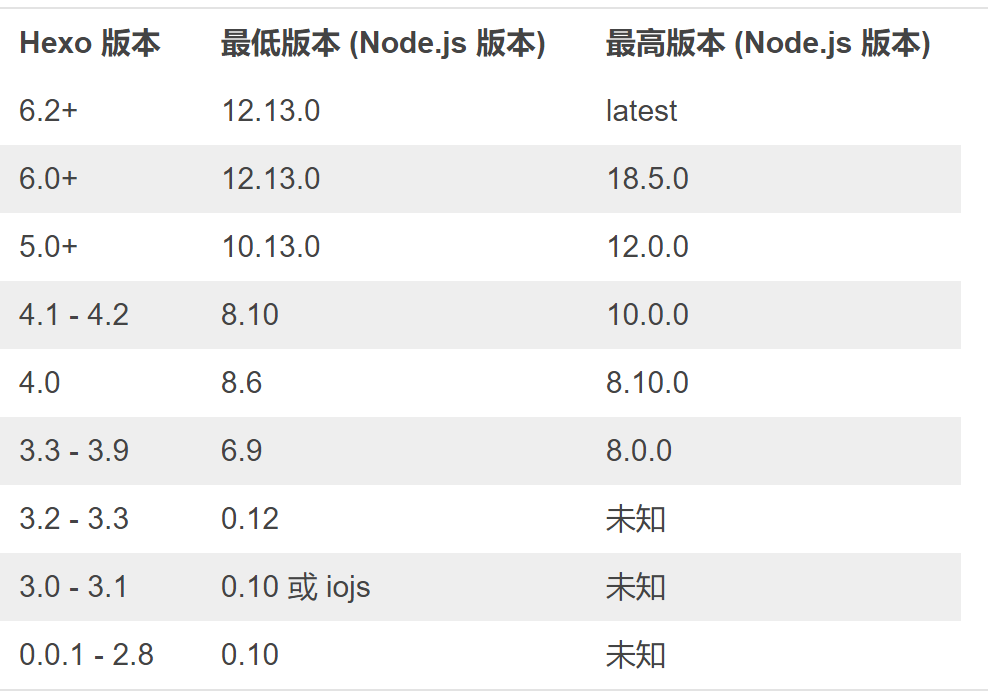 Hexo 版本 最低版本 (Node.js 版本) 最高版本 (Node.js 版本)
6.2+ 12.13.0 latest
6.0+ 12.13.0 18.5.0
5.0+ 10.13.0 12.0.0
4.1 - 4.2 8.10 10.0.0
4.0 8.6 8.10.0
3.3 - 3.9 6.9 8.0.0
3.2 - 3.3 0.12 未知
3.0 - 3.1 0.10 或 iojs 未知
0.0.1 - 2.8 0.10 未知